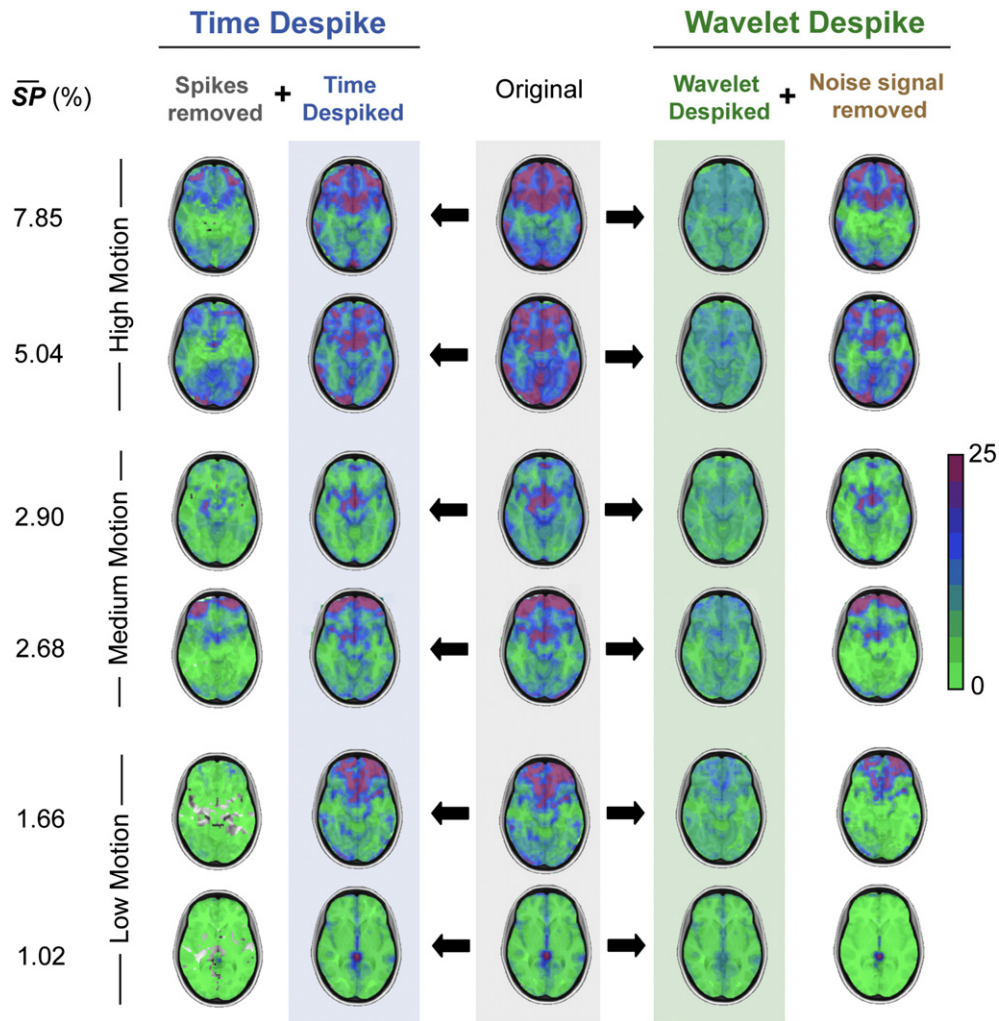 Time Despike
Wavelet Despike
SP (%)
Spikes removed
+
Time Despiked
Original
Wavelet Despiked
+
Noise signal removed
High Motion
7.85
5.04
Medium Motion
2.90
2.68
Low Motion
1.66
1.02
25
0